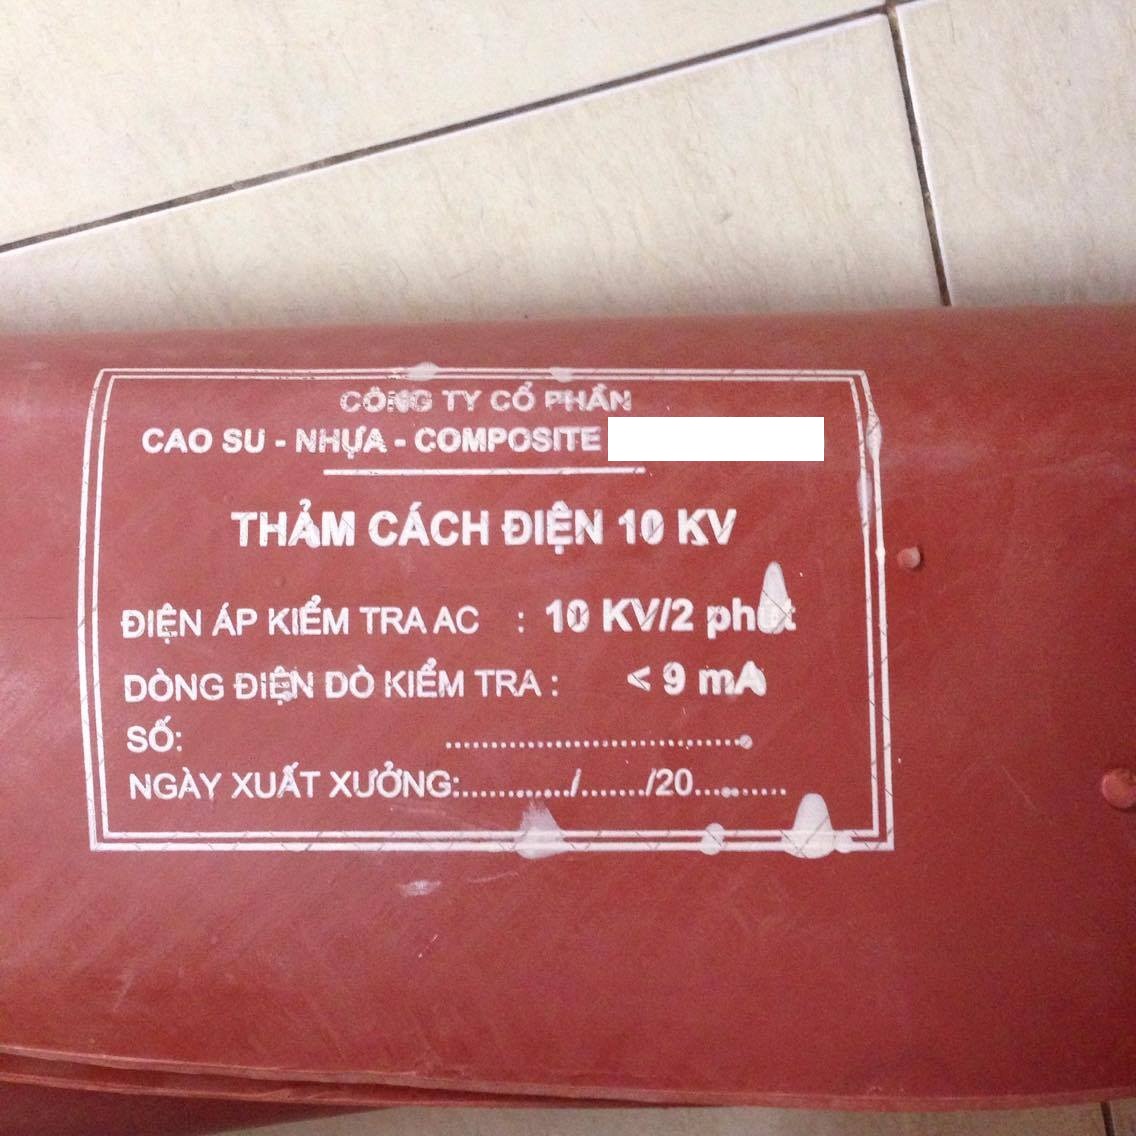 CÔNG TY CỔ PHẦN
CAO SU - NHỰA - COMPOSITE
THẢM CÁCH ĐIỆN 10 KV
ĐIỆN ÁP KIỂM TRA AC : 10 KV/2 phút
DÒNG ĐIỆN DÒ KIỂM TRA : < 9 mA
SỐ: ................................
NGÀY XUẤT XƯỞNG:............/......./20..........